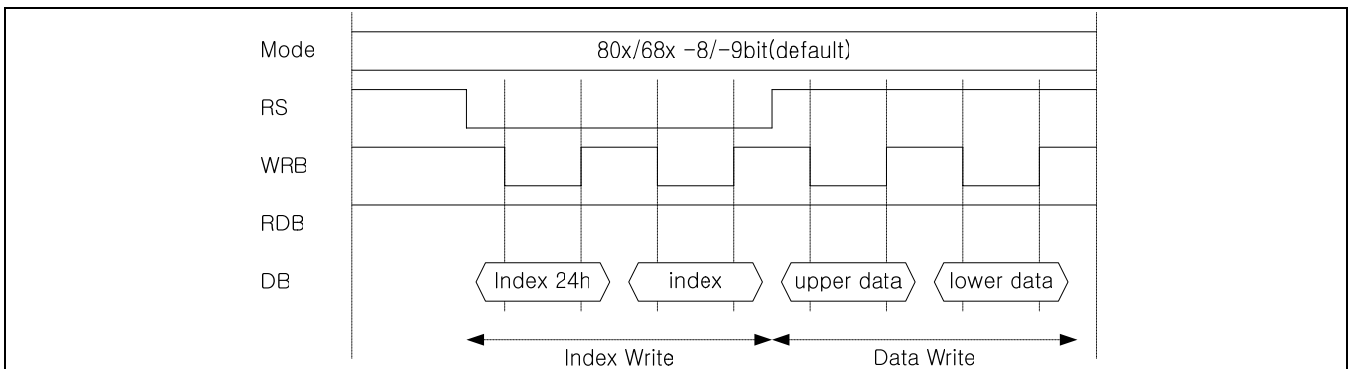 Mode 80x/68x -8/-9bit(default)
RS
WRB
RDB
DB Index 24h index upper data lower data
Index Write Data Write